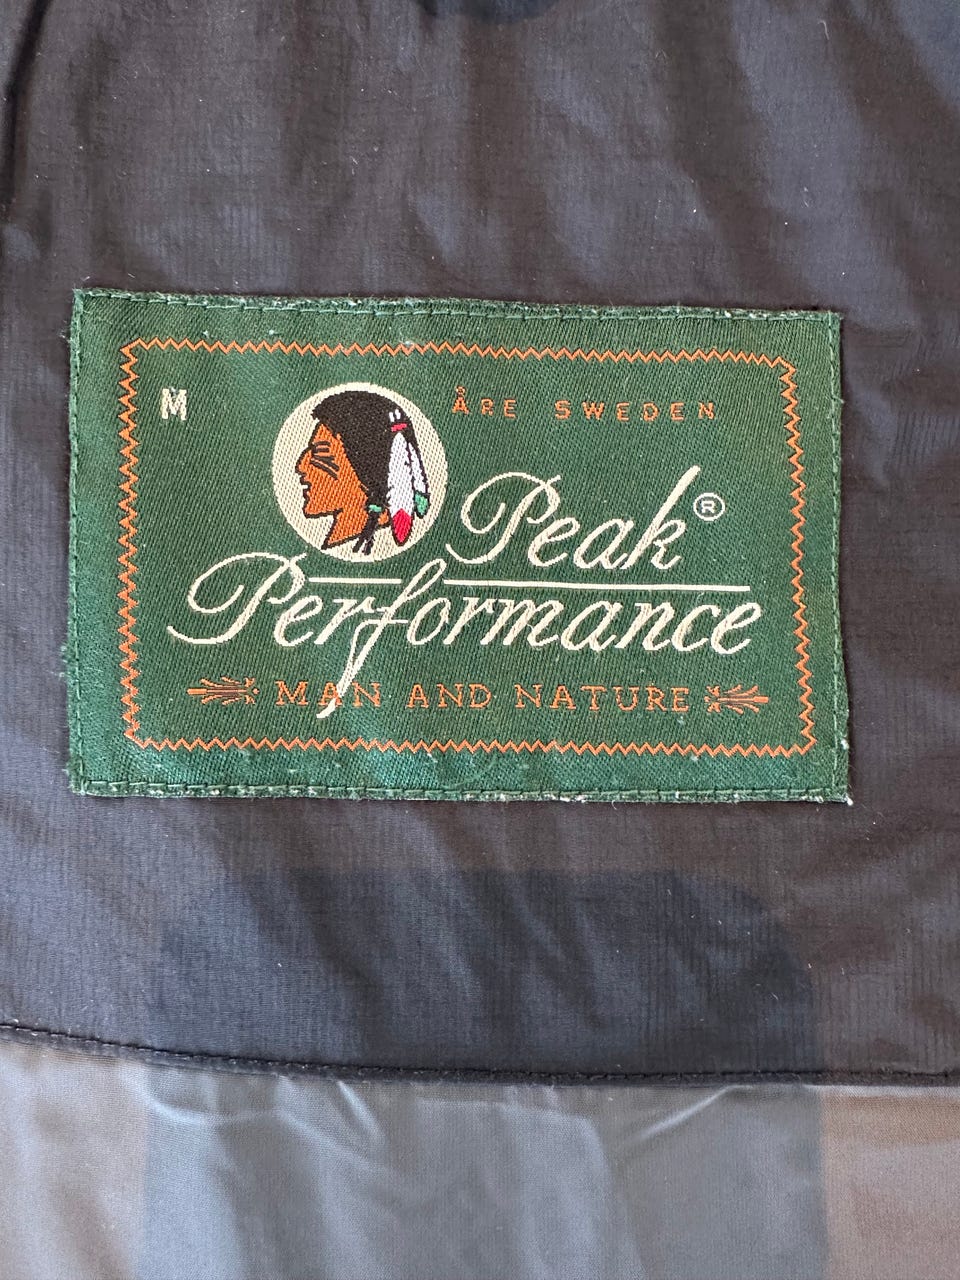 M
ÅRE SWEDEN
Peak®
Performance
MAN AND NATURE